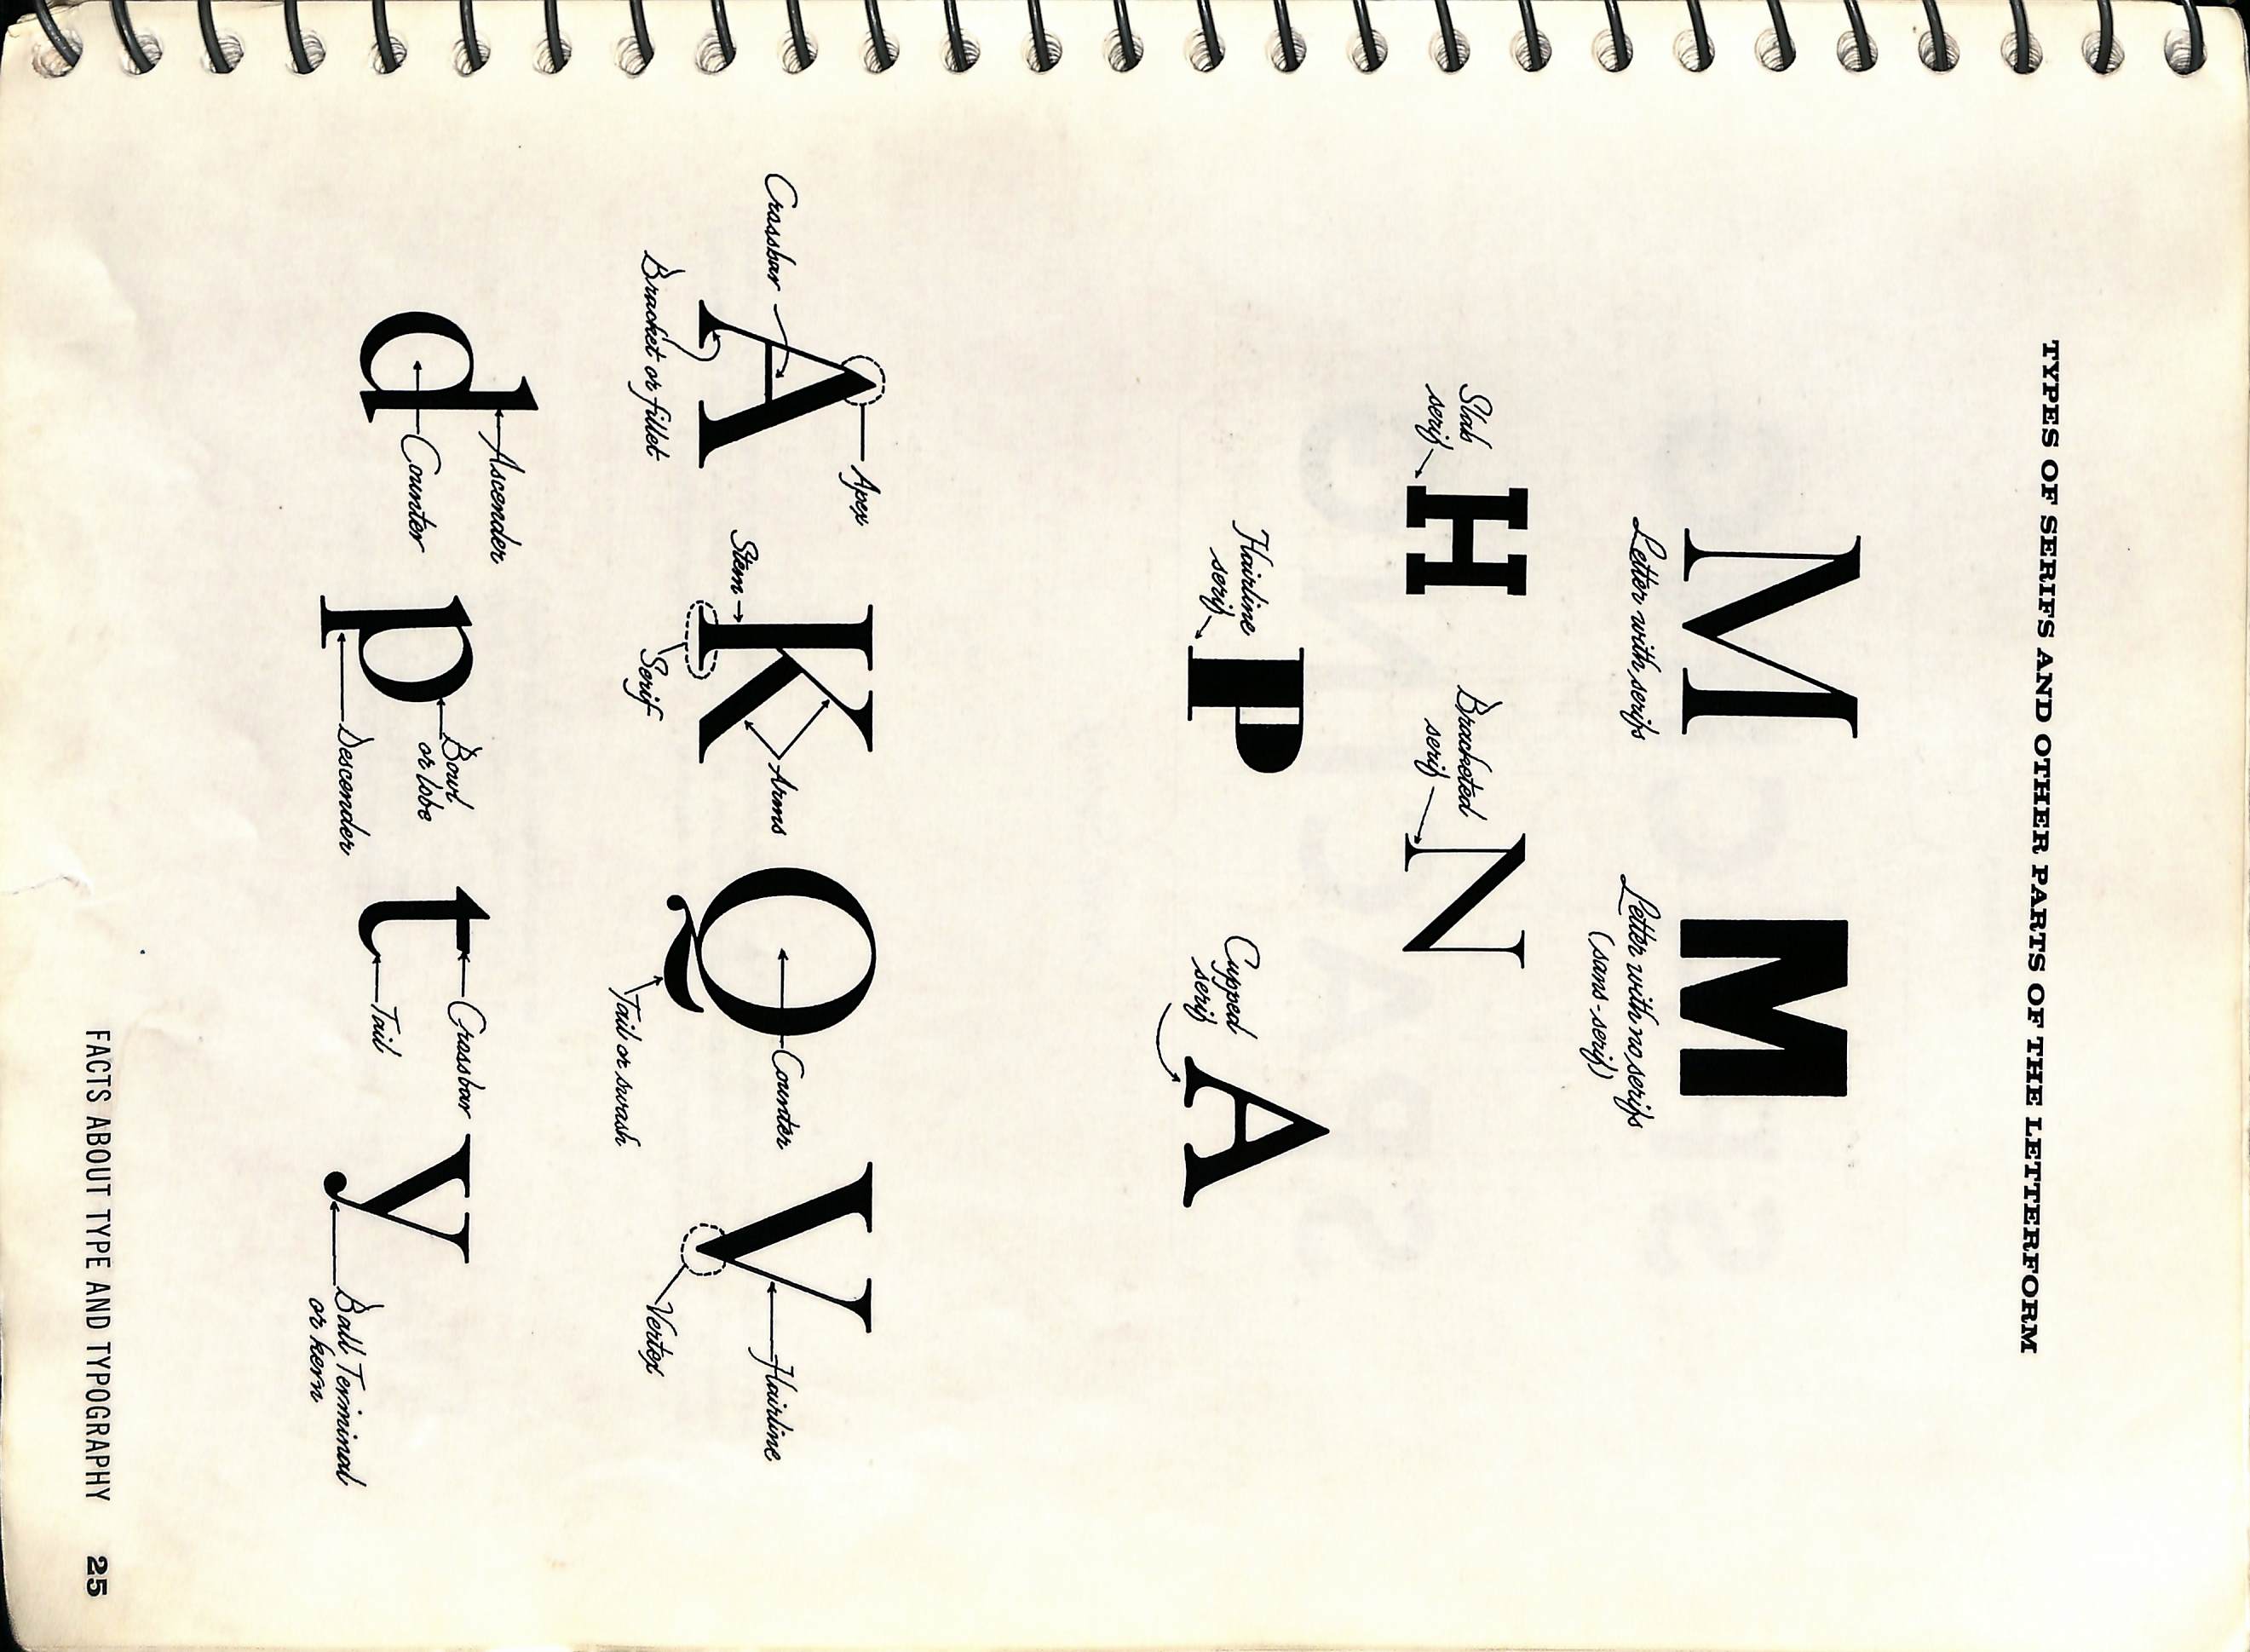 TYPES OF SERIFS AND OTHER PARTS OF THE LETTERFORM
M M
Letter with serifs
Letter with no serifs
(sans-serif)
Slab
serif
H
Bracketed
serif
N
Hairline
serif
P
Cupped
serif
A
Apex
Crossbar
A
Bracket or fillet
Stem
K
Arms
Serif
Q
Counter
Tail or swash
V
Hairline
Vertex
Ascender
d
Counter
p
Bowl
or lobe
Descender
t
Crossbar
Tail
y
Ball Terminal
or kern
FACTS ABOUT TYPE AND TYPOGRAPHY 25